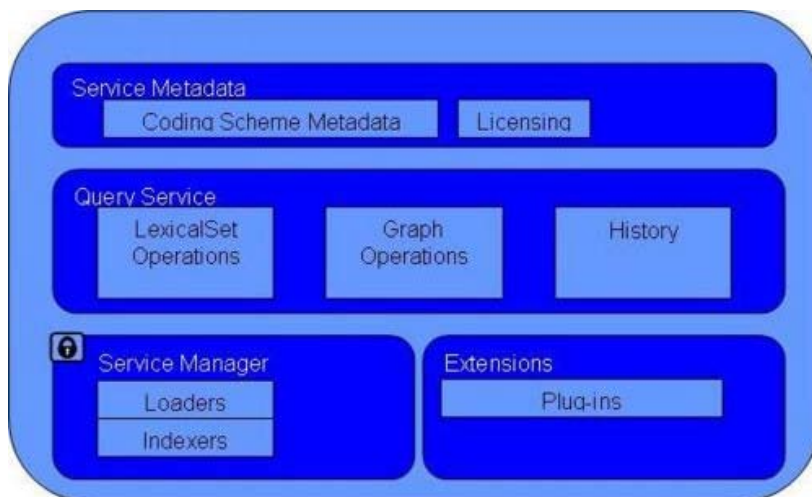 Service Metadata
Coding Scheme Metadata
Licensing
Query Service
LexicalSet
Operations
Graph
Operations
History
Service Manager
Loaders
Indexers
Extensions
Plug-ins